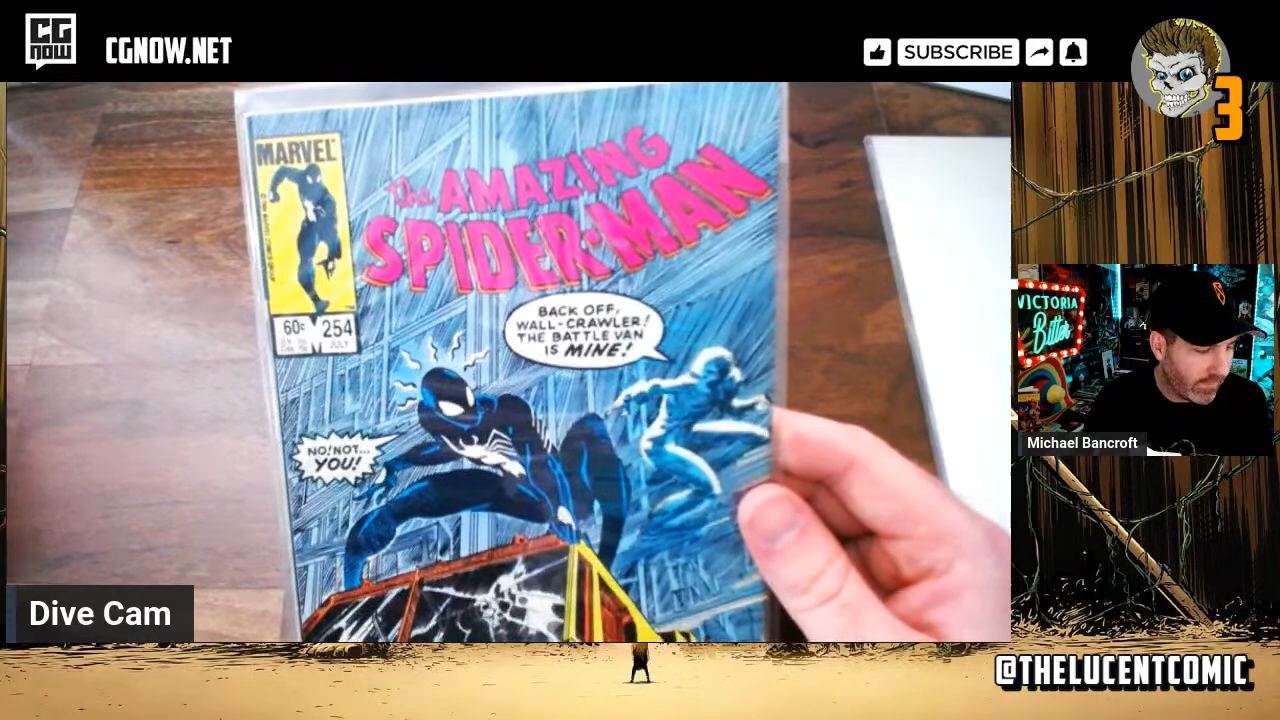 CG
NOW
CGNOW.NET
SUBSCRIBE
3
MARVEL
the AMAZING
SPIDER-MAN
60¢
254
JULY
BACK OFF,
WALL-CRAWLER!
THE BATTLE VAN
IS MINE!
NO! NOT...
YOU!
VICTORIA
Bitter
Michael Bancroft
Dive Cam
@THELUCENTCOMIC